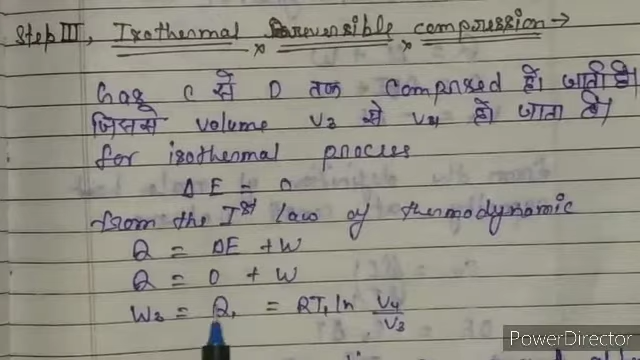 Step III, Isothermal Reversible compression →
Gas C से D तक Comprised हो जाती है।
जिससे volume V3 से V4 हो जाता है।
for isothermal process
ΔE = 0
from the Ist law of thermodynamic
Q = ΔE + W
Q = 0 + W
W3 = Q1 = RT1 ln V4/V3
PowerDirector